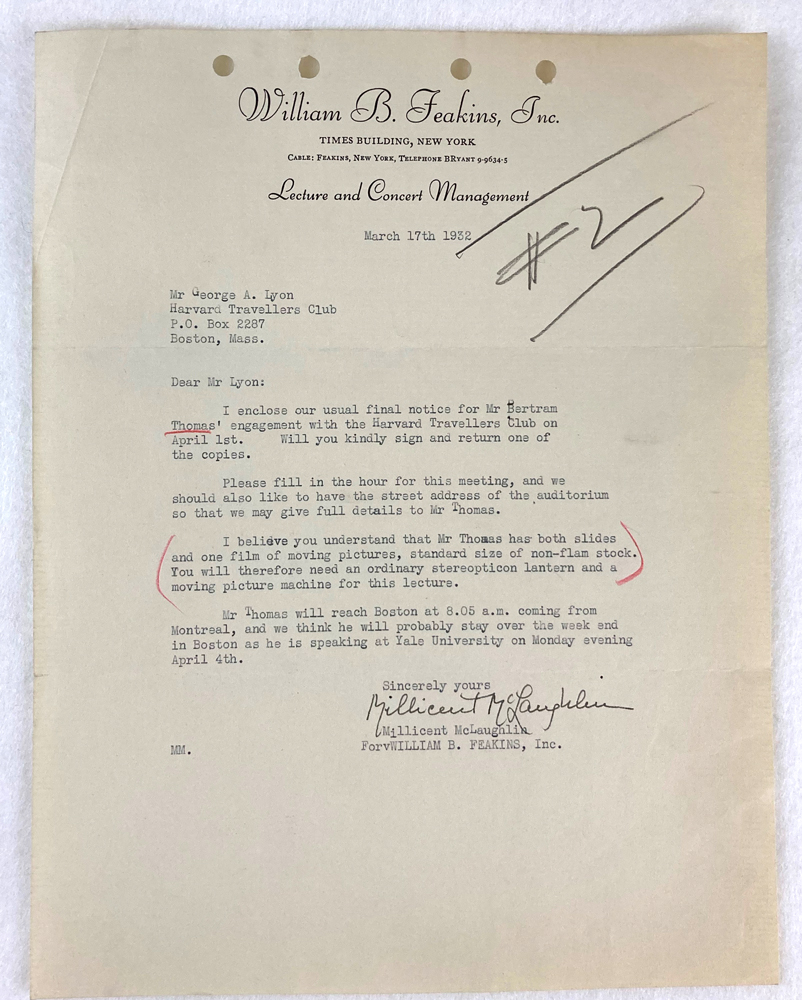 William B. Feakins, Inc.
TIMES BUILDING, NEW YORK
CABLE: FEAKINS, NEW YORK, TELEPHONE BRYANT 9-9634-5
Lecture and Concert Management
March 17th 1932
#2
Mr George A. Lyon
Harvard Travellers Club
P.O. Box 2287
Boston, Mass.
Dear Mr Lyon:
I enclose our usual final notice for Mr Bertram
Thomas' engagement with the Harvard Travellers Club on
April 1st. Will you kindly sign and return one of
the copies.
Please fill in the hour for this meeting, and we
should also like to have the street address of the auditorium
so that we may give full details to Mr Thomas.
I believe you understand that Mr Thomas has both slides
and one film of moving pictures, standard size of non-flam stock.
You will therefore need an ordinary stereopticon lantern and a
moving picture machine for this lecture.
Mr Thomas will reach Boston at 8.05 a.m. coming from
Montreal, and we think he will probably stay over the week end
in Boston as he is speaking at Yale University on Monday evening
April 4th.
Sincerely yours
Millicent McLaughlin
Millicent McLaughlin
MM. ForvWILLIAM B. FEAKINS, Inc.